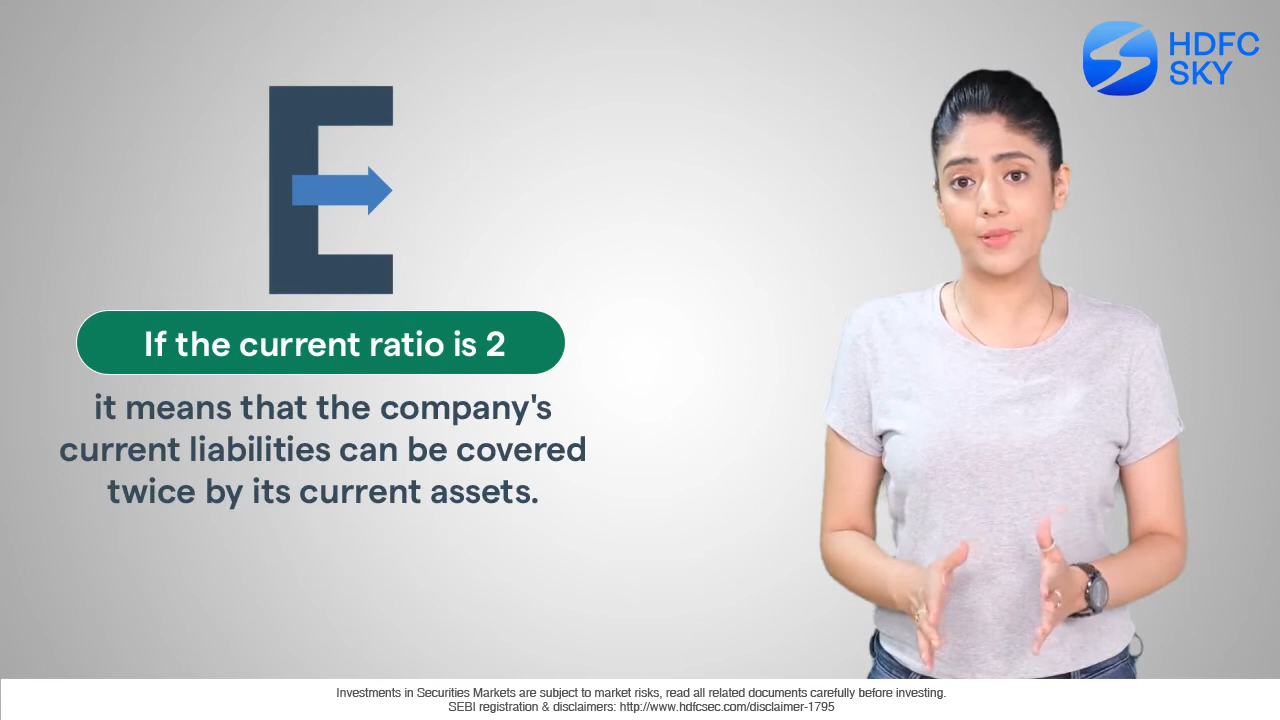 HDFC
SKY
E
If the current ratio is 2
it means that the company's
current liabilities can be covered
twice by its current assets.
Investments in Securities Markets are subject to market risks, read all related documents carefully before investing.
SEBI registration & disclaimers: http://www.hdfcsec.com/disclaimer-1795